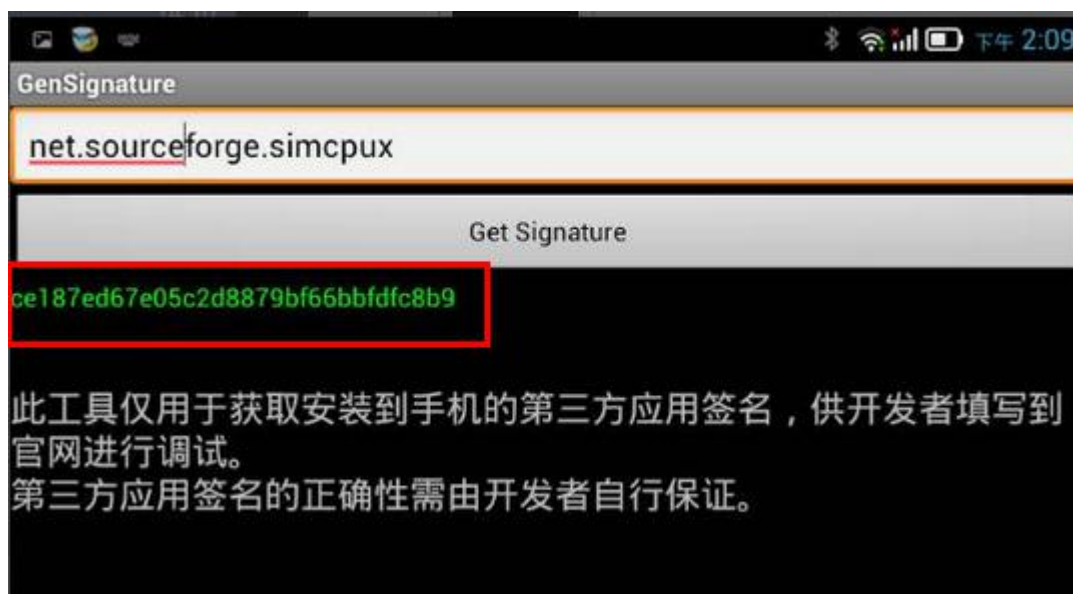 下午 2:09
GenSignature
net.sourceforge.simcpux
Get Signature
ce187ed67e05c2d8879bf66bbfdfc8b9
此工具仅用于获取安装到手机的第三方应用签名，供开发者填写到
官网进行调试。
第三方应用签名的正确性需由开发者自行保证。